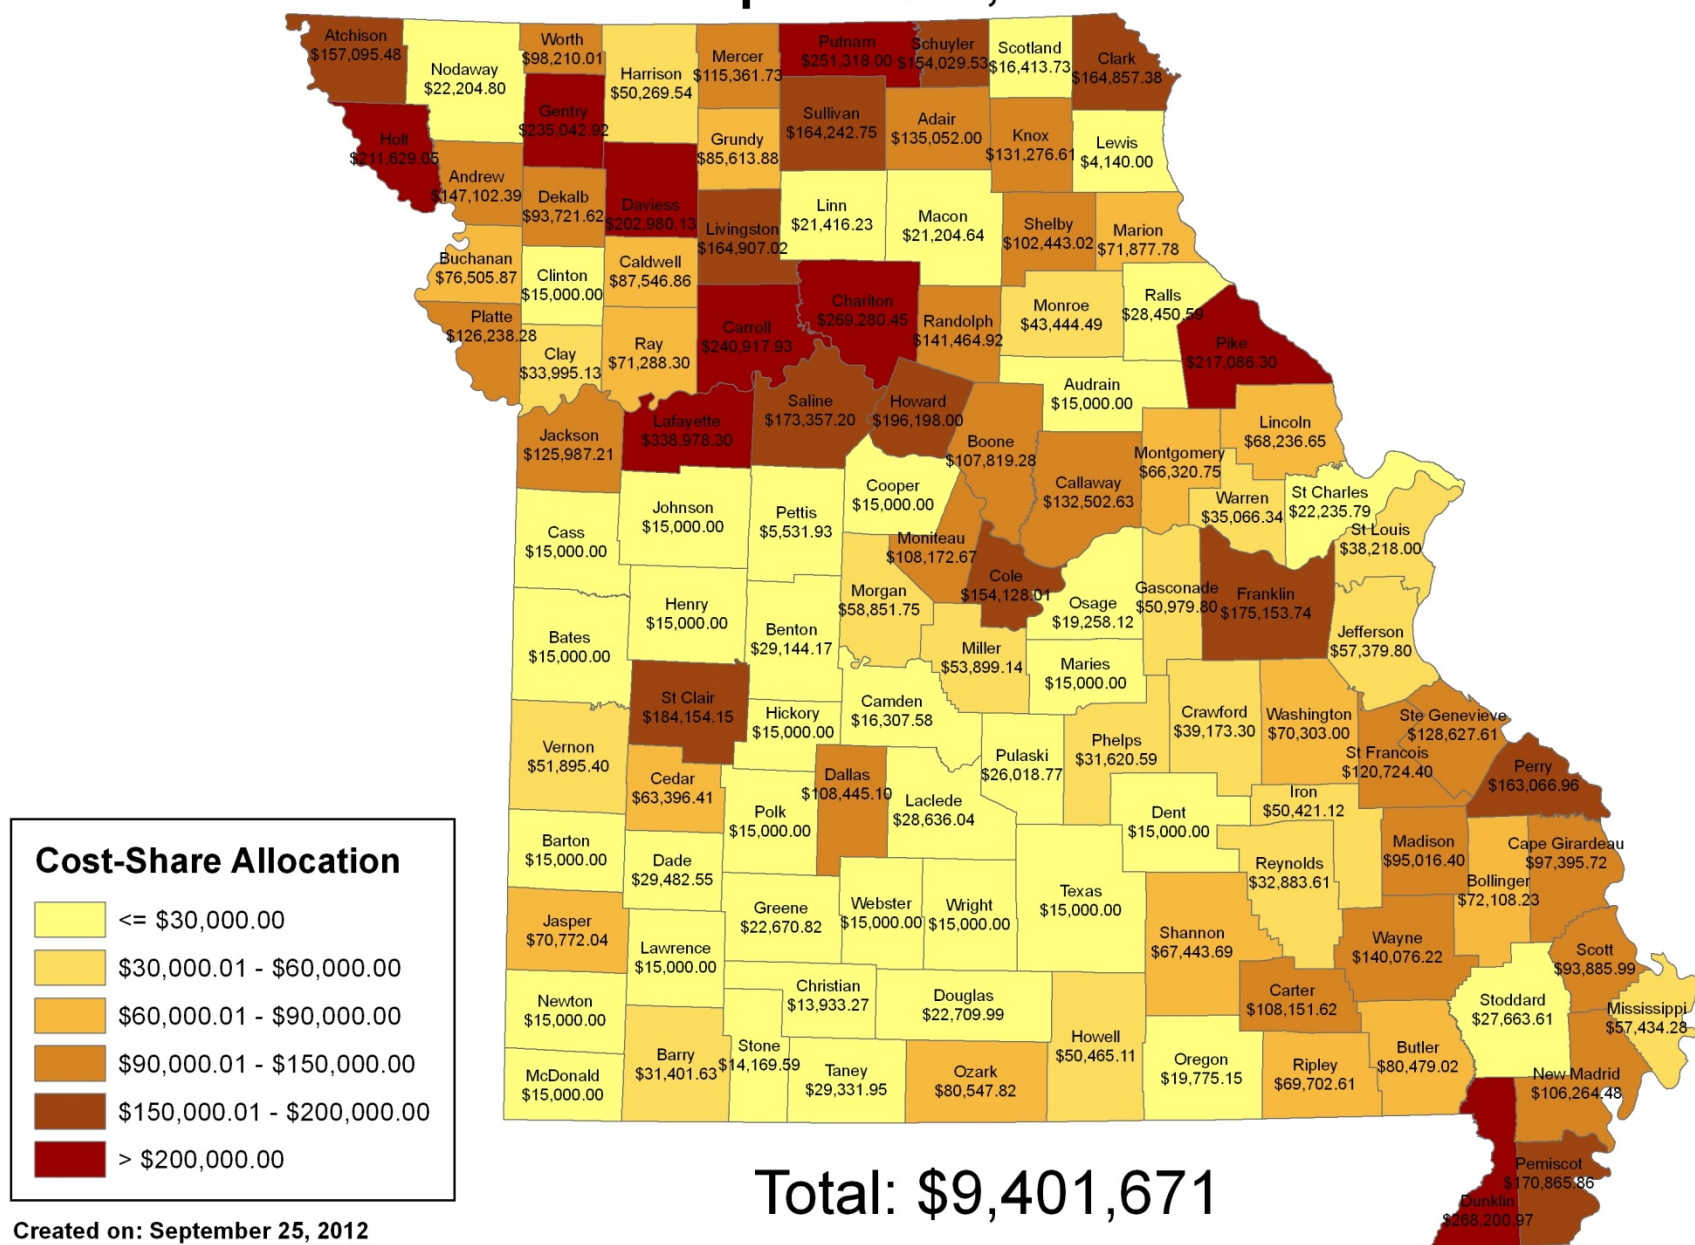 Atchison
$157,095.48
Nodaway
$22,204.80
Worth
$98,210.01
Harrison
$50,269.54
Mercer
$115,361.73
Putnam
$251,318.00
Schuyler
$154,029.53
Scotland
$16,413.73
Clark
$164,857.38
Holt
$211,629.05
Gentry
$235,042.92
Andrew
$147,102.39
Dekalb
$93,721.62
Daviess
$202,980.13
Grundy
$85,613.88
Sullivan
$164,242.75
Adair
$135,052.00
Knox
$131,276.61
Lewis
$4,140.00
Livingston
$164,907.02
Linn
$21,416.23
Macon
$21,204.64
Shelby
$102,443.02
Marion
$71,877.78
Buchanan
$76,505.87
Clinton
$15,000.00
Caldwell
$87,546.86
Platte
$126,238.28
Clay
$33,995.13
Ray
$71,288.30
Carroll
$240,917.93
Chariton
$269,280.45
Randolph
$141,464.92
Monroe
$43,444.49
Ralls
$28,450.59
Pike
$217,086.30
Audrain
$15,000.00
Jackson
$125,987.21
Lafayette
$338,978.30
Saline
$173,357.20
Howard
$196,198.00
Boone
$107,819.28
Callaway
$132,502.63
Montgomery
$66,320.75
Lincoln
$68,236.65
Warren
$35,066.34
St Charles
$22,235.79
St Louis
$38,218.00
Cass
$15,000.00
Johnson
$15,000.00
Pettis
$5,531.93
Cooper
$15,000.00
Moniteau
$108,172.67
Cole
$154,128.01
Osage
$19,258.12
Gasconade
$50,979.80
Franklin
$175,153.74
Jefferson
$57,379.80
Bates
$15,000.00
Henry
$15,000.00
Benton
$29,144.17
Morgan
$58,851.75
Miller
$53,899.14
Maries
$15,000.00
St Clair
$184,154.15
Hickory
$15,000.00
Camden
$16,307.58
Pulaski
$26,018.77
Phelps
$31,620.59
Crawford
$39,173.30
Washington
$70,303.00
St Francois
$120,724.40
Ste Genevieve
$128,627.61
Perry
$163,066.96
Vernon
$51,895.40
Cedar
$63,396.41
Polk
$15,000.00
Dallas
$108,445.10
Laclede
$28,636.04
Dent
$15,000.00
Iron
$50,421.12
Reynolds
$32,883.61
Madison
$95,016.40
Bollinger
$72,108.23
Cape Girardeau
$97,395.72
Barton
$15,000.00
Dade
$29,482.55
Jasper
$70,772.04
Lawrence
$15,000.00
Greene
$22,670.82
Webster
$15,000.00
Wright
$15,000.00
Texas
$15,000.00
Shannon
$67,443.69
Wayne
$140,076.22
Scott
$93,885.99
Mississippi
$57,434.28
Stoddard
$27,663.61
Newton
$15,000.00
Christian
$13,933.27
Douglas
$22,709.99
Howell
$50,465.11
Carter
$108,151.62
Butler
$80,479.02
McDonald
$15,000.00
Barry
$31,401.63
Stone
$14,169.59
Taney
$29,331.95
Ozark
$80,547.82
Oregon
$19,775.15
Ripley
$69,702.61
New Madrid
$106,264.48
Pemiscot
$170,865.86
Dunklin
$268,200.97
Cost-Share Allocation
<= $30,000.00
$30,000.01 - $60,000.00
$60,000.01 - $90,000.00
$90,000.01 - $150,000.00
$150,000.01 - $200,000.00
> $200,000.00
Total: $9,401,671
Created on: September 25, 2012